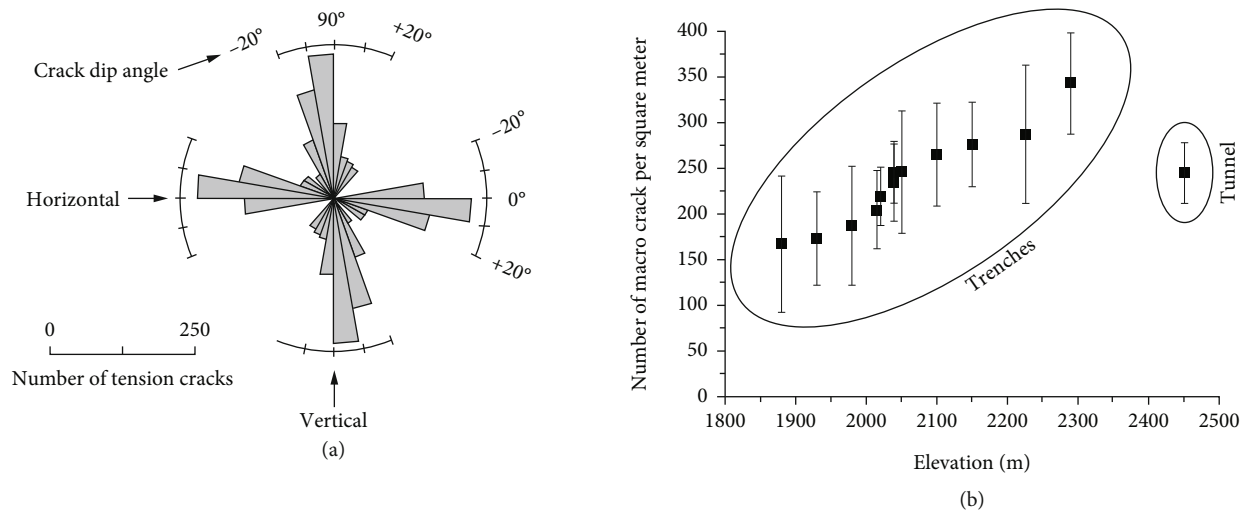 90°
−20°
+20°
Crack dip angle
−20°
Horizontal
0°
+20°
0
250
Number of tension cracks
Vertical
(a)
Number of macro crack per square meter
400
350
300
250
200
150
100
50
0
Trenches
Tunnel
1800
1900
2000
2100
2200
2300
2400
2500
Elevation (m)
(b)